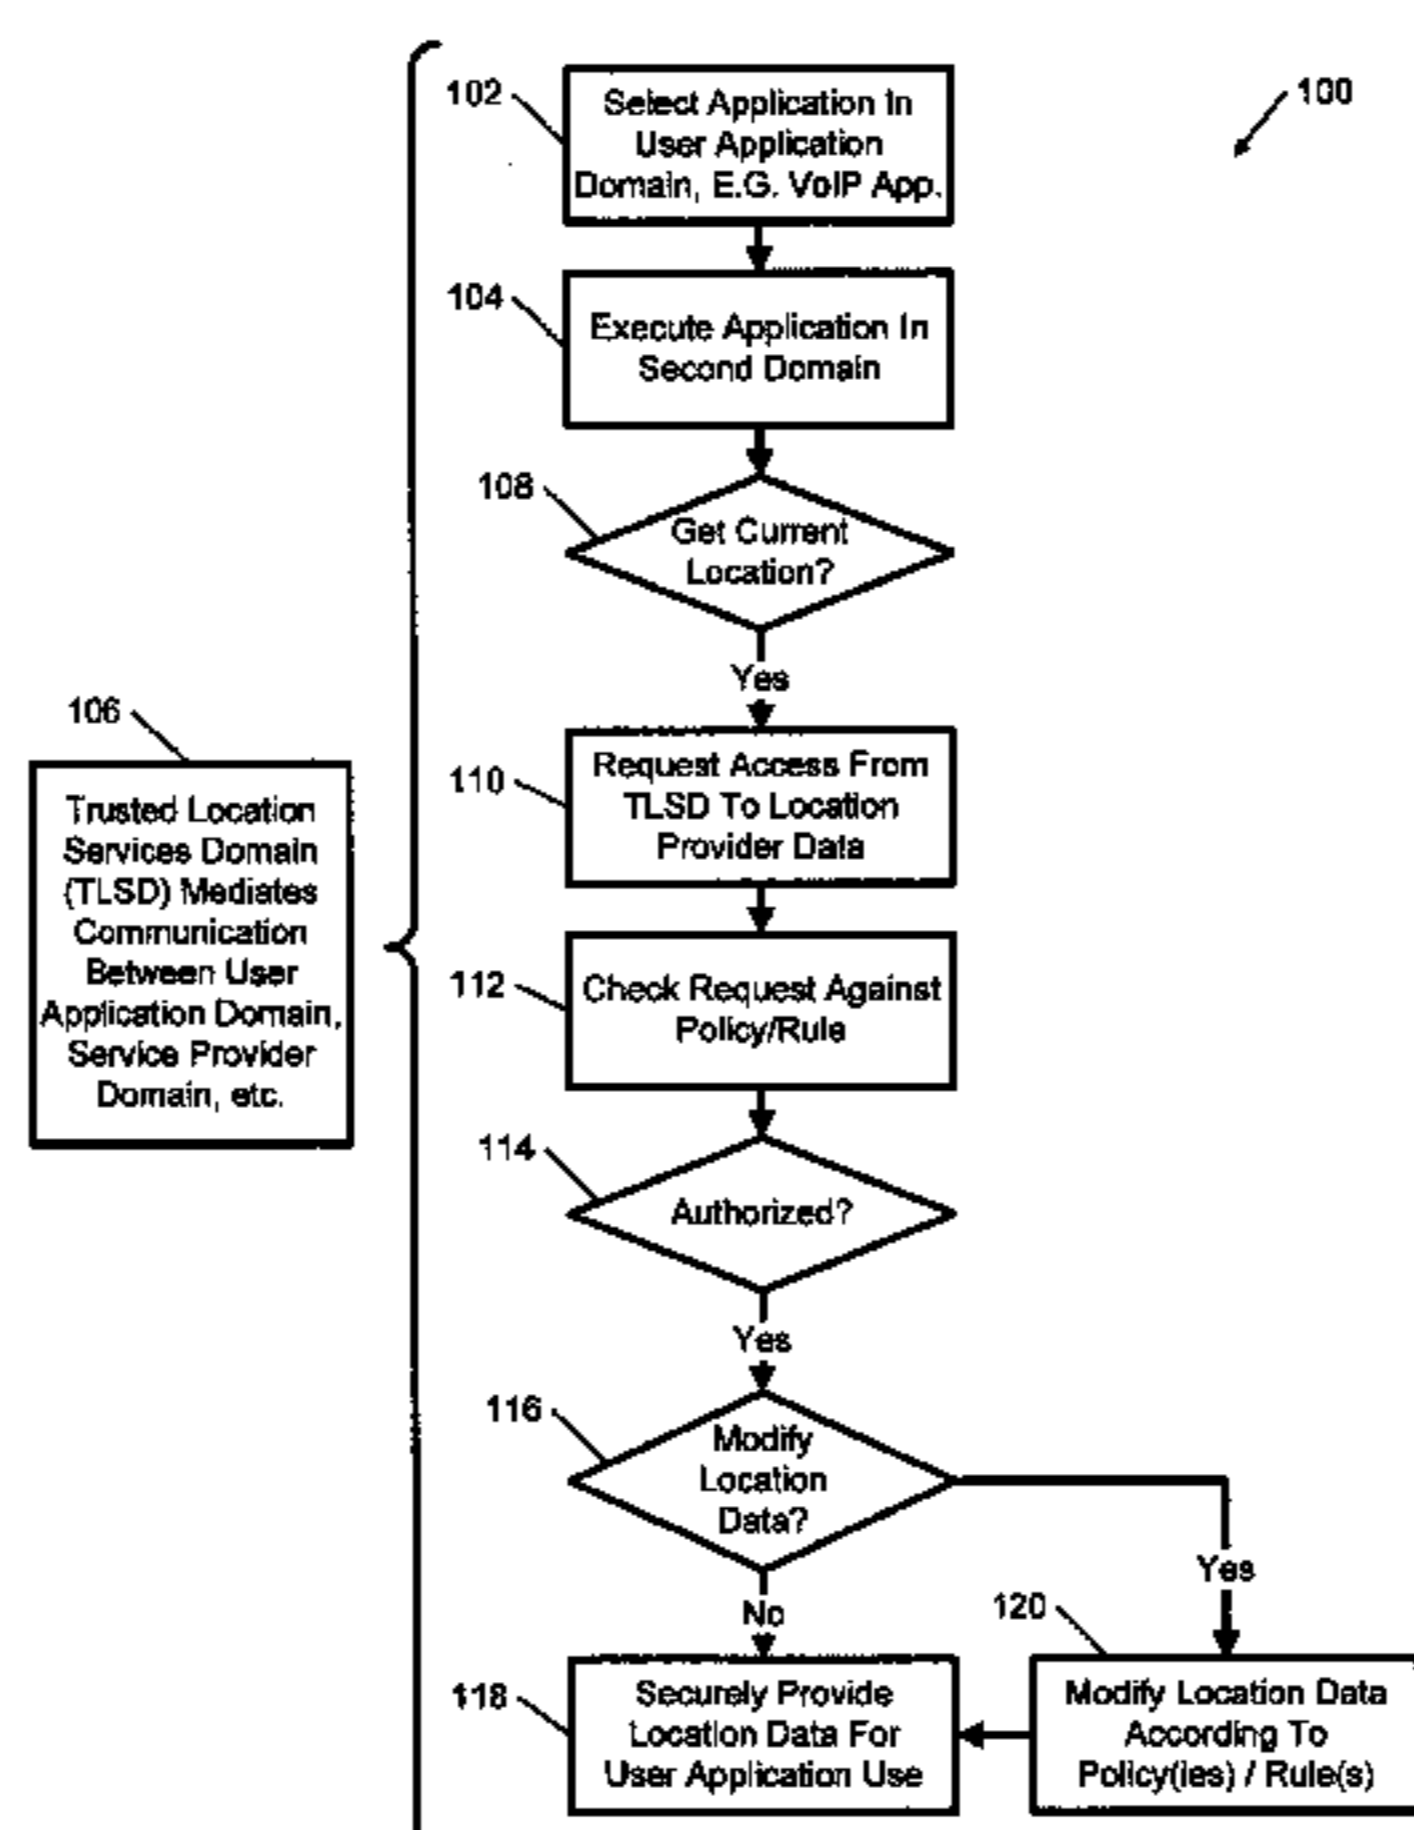 100
102
Select Application In
User Application
Domain, E.G. VoIP App.
104
Execute Application In
Second Domain
108
Get Current
Location?
Yes
106
Trusted Location
Services Domain
(TLSD) Mediates
Communication
Between User
Application Domain,
Service Provider
Domain, etc.
110
Request Access From
TLSD To Location
Provider Data
112
Check Request Against
Policy/Rule
114
Authorized?
Yes
116
Modify
Location
Data?
Yes
No
118
Securely Provide
Location Data For
User Application Use
120
Modify Location Data
According To
Policy(ies) / Rule(s)